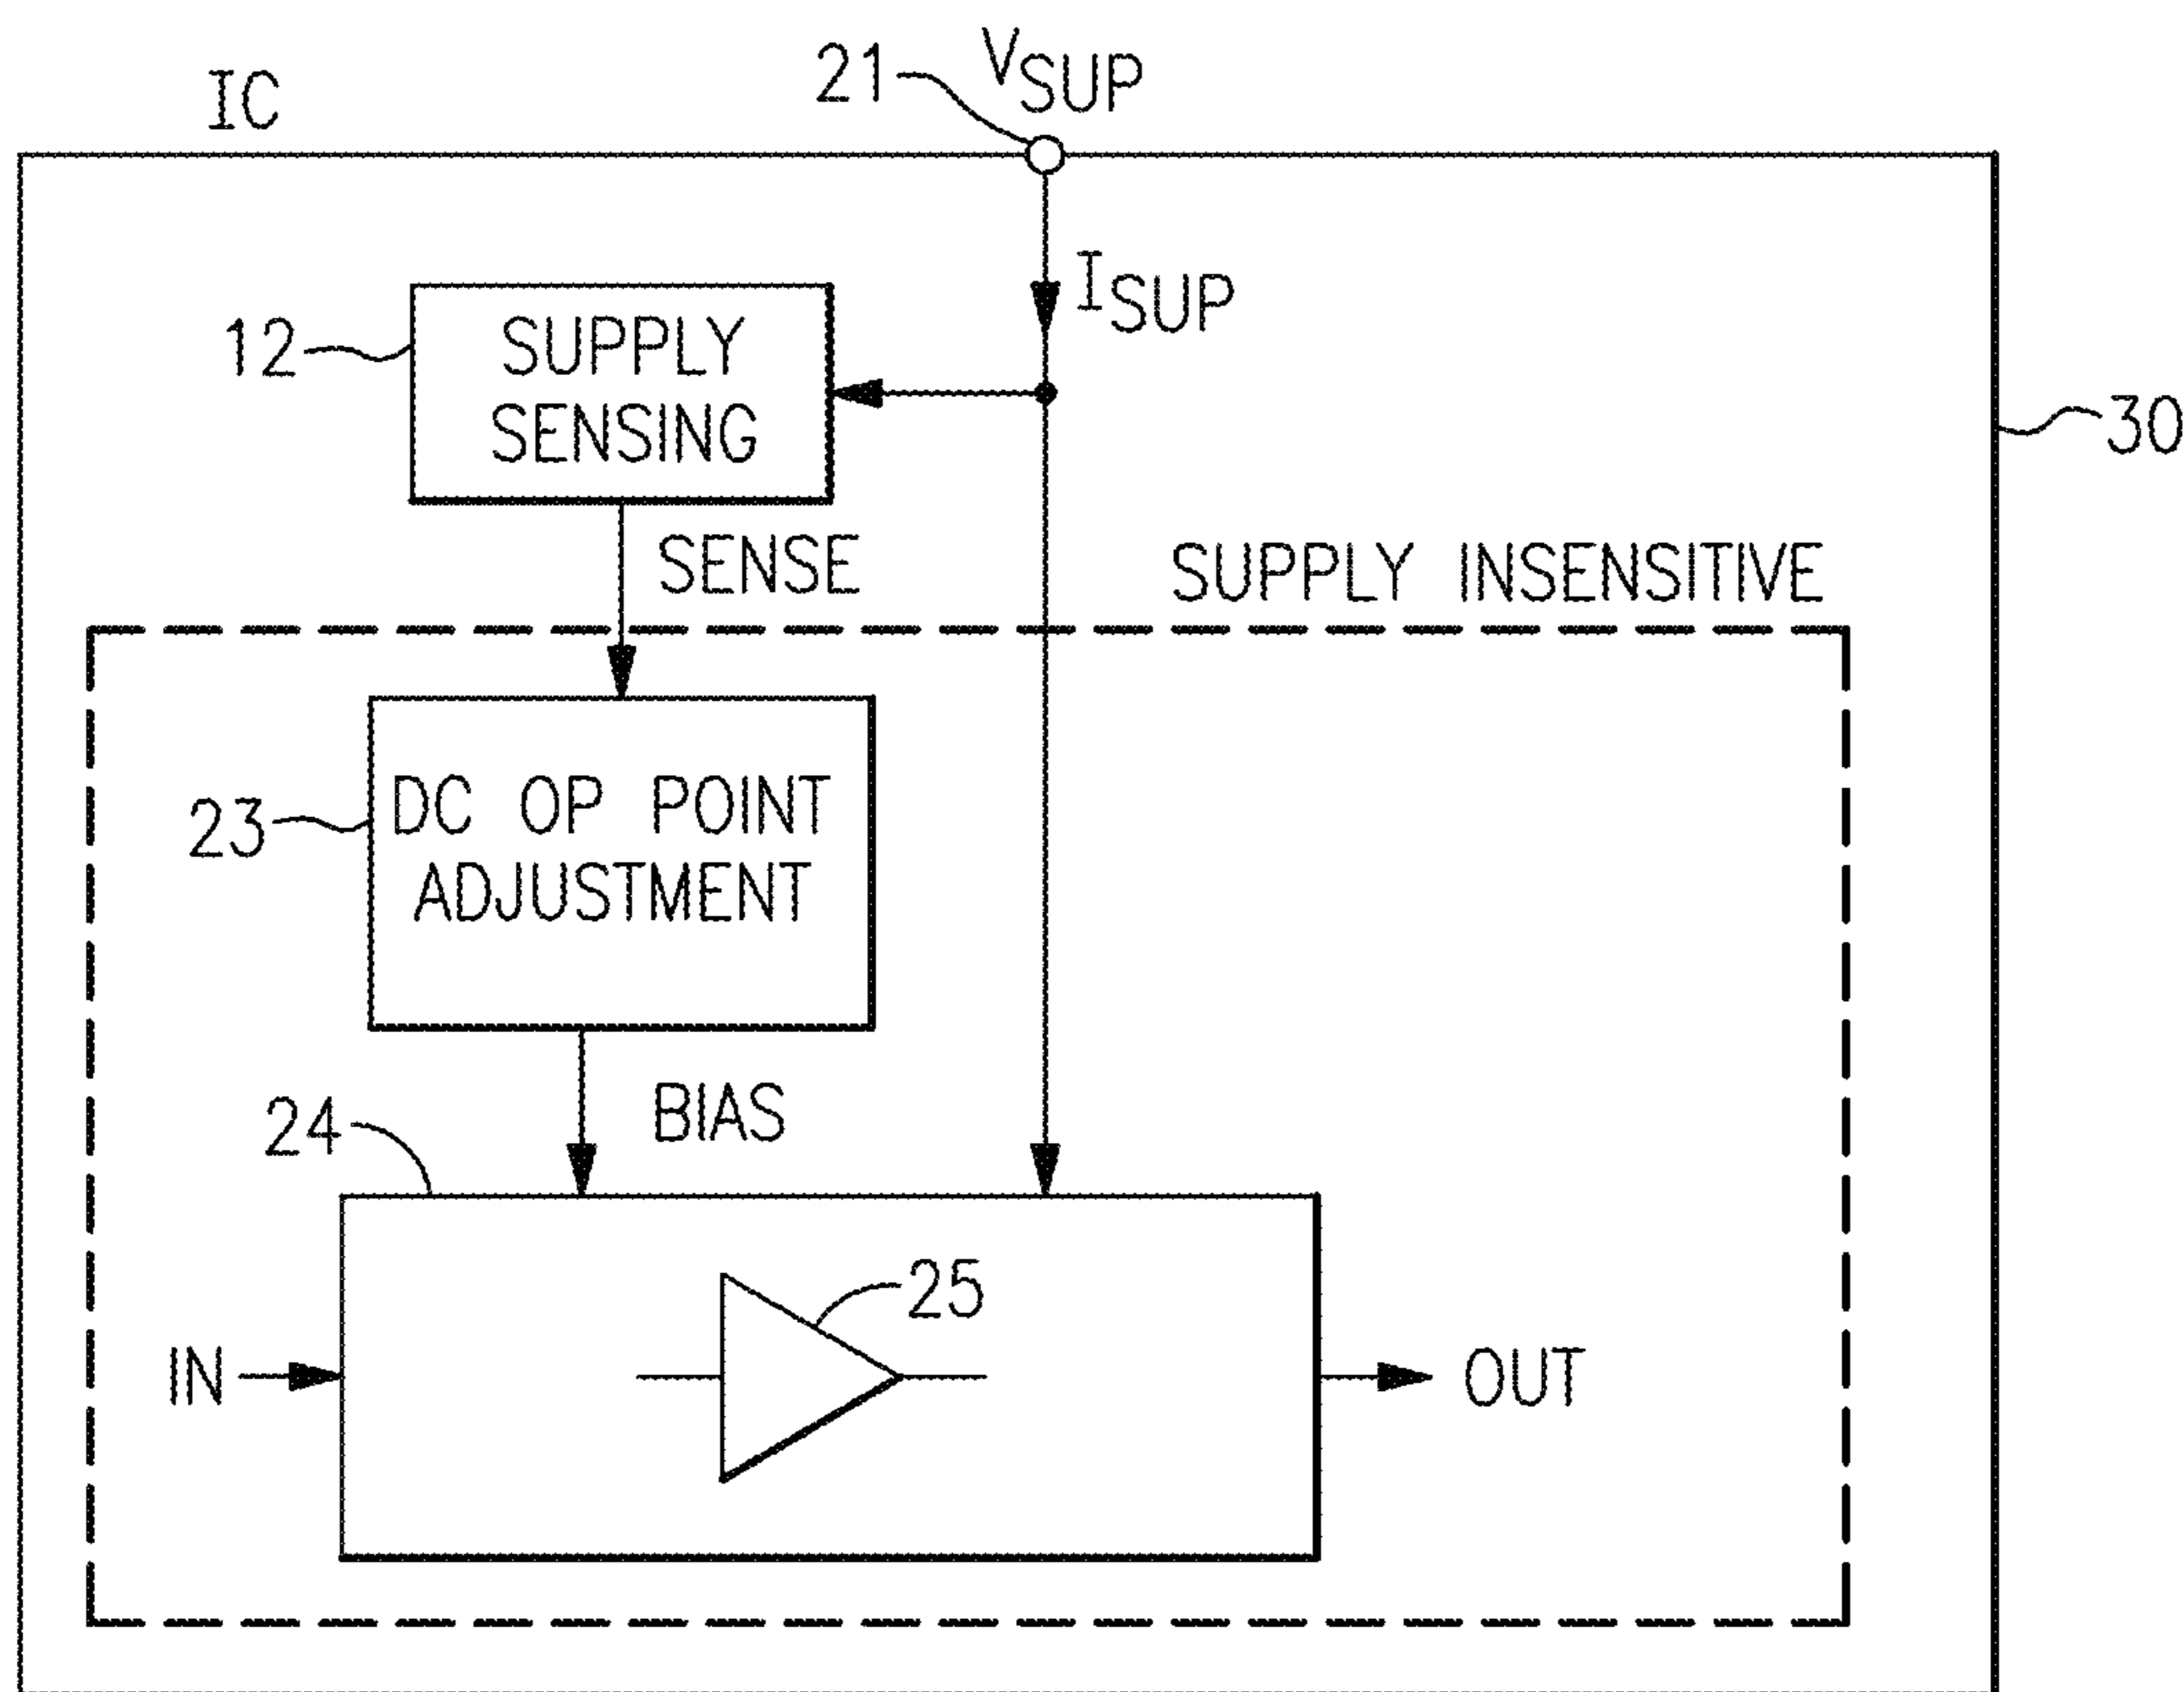 IC
21
VSUP
ISUP
12
SUPPLY
SENSING
30
SENSE
SUPPLY INSENSITIVE
23
DC OP POINT
ADJUSTMENT
24
BIAS
25
IN
OUT